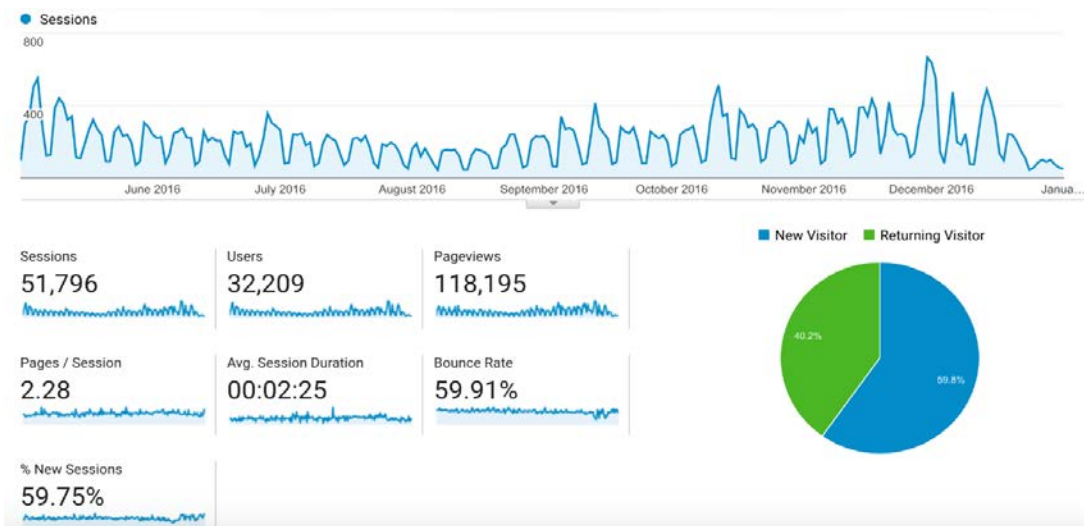 Sessions
800
400
June 2016 July 2016 August 2016 September 2016 October 2016 November 2016 December 2016 Janua...
New Visitor Returning Visitor
Sessions Users Pageviews
51,796 32,209 118,195
40.2%
59.8%
Pages / Session Avg. Session Duration Bounce Rate
2.28 00:02:25 59.91%
% New Sessions
59.75%